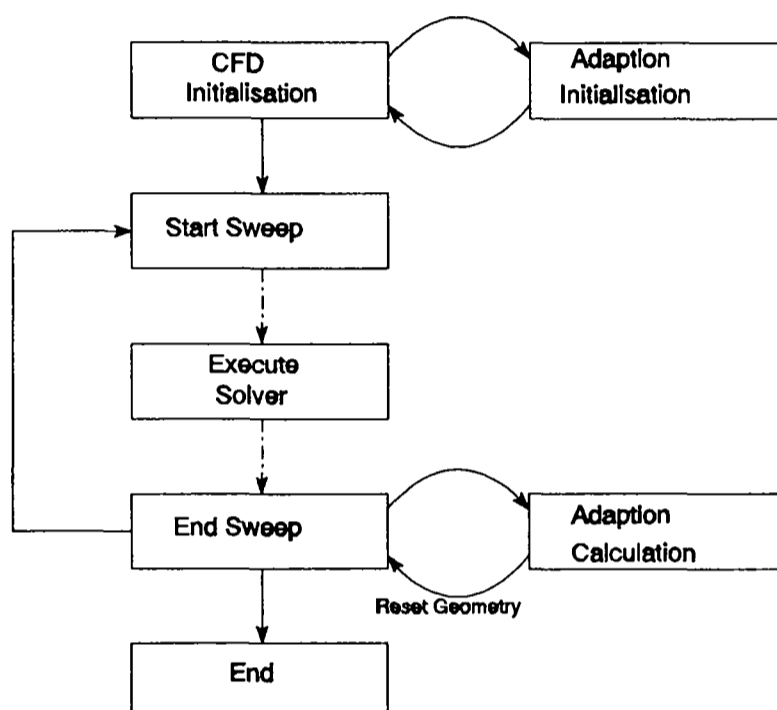 CFD
Initialisation
Adaption
Initialisation
Start Sweep
Execute
Solver
End Sweep
Adaption
Calculation
Reset Geometry
End